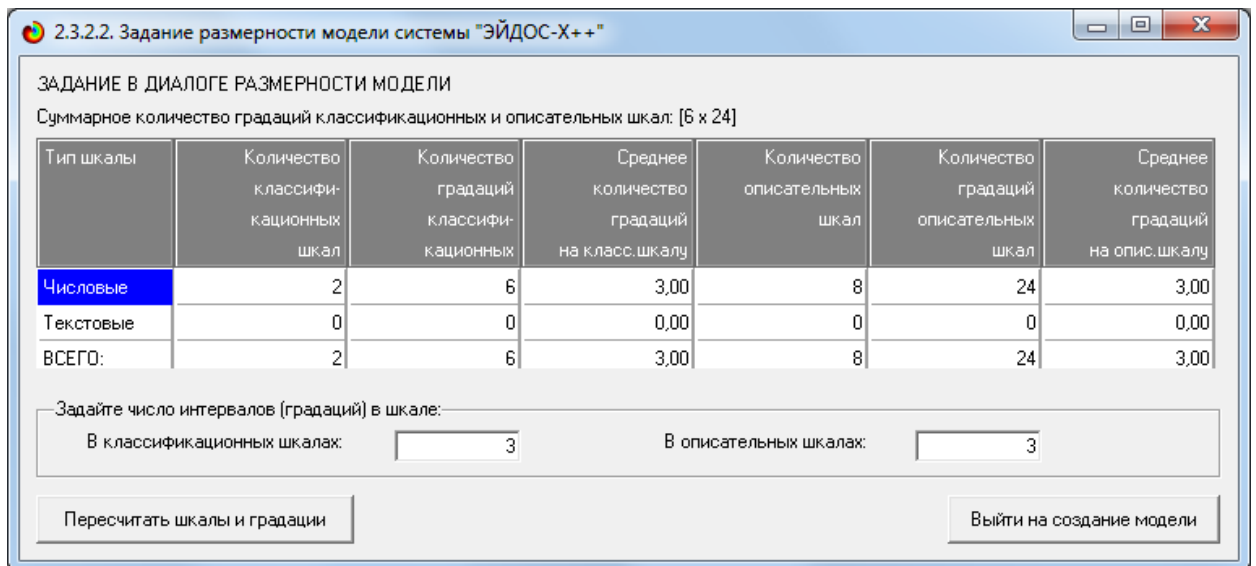 2.3.2.2. Задание размерности модели системы "ЭЙДОС-X++"
ЗАДАНИЕ В ДИАЛОГЕ РАЗМЕРНОСТИ МОДЕЛИ
Суммарное количество градаций классификационных и описательных шкал: [6 x 24]
Тип шкалы Количество классифи- кационных шкал Количество градаций классифи- кационных Среднее количество градаций на класс.шкалу Количество описательных шкал Количество градаций описательных шкал Среднее количество градаций на опис.шкалу
Числовые 2 6 3,00 8 24 3,00
Текстовые 0 0 0,00 0 0 0,00
ВСЕГО: 2 6 3,00 8 24 3,00
Задайте число интервалов (градаций) в шкале:
В классификационных шкалах: 3 В описательных шкалах: 3
Пересчитать шкалы и градации Выйти на создание модели